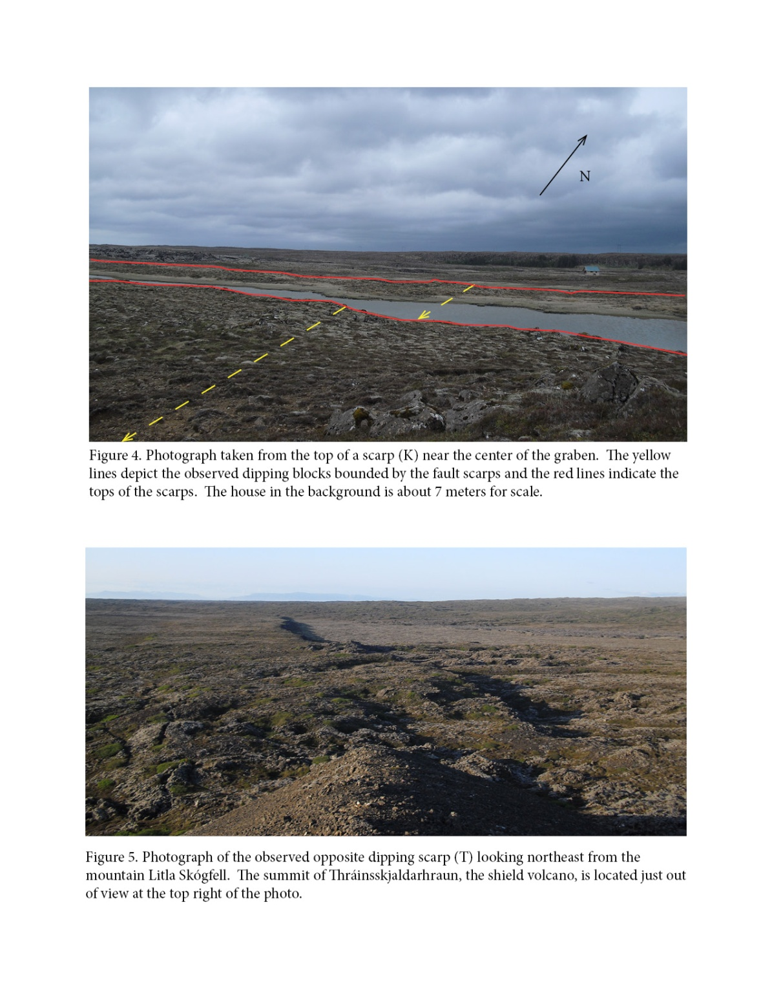 N
Figure 4. Photograph taken from the top of a scarp (K) near the center of the graben.  The yellow
lines depict the observed dipping blocks bounded by the fault scarps and the red lines indicate the
tops of the scarps.  The house in the background is about 7 meters for scale.
Figure 5. Photograph of the observed opposite dipping scarp (T) looking northeast from the
mountain Litla Skógfell.  The summit of Thráinsskjaldarhraun, the shield volcano, is located just out
of view at the top right of the photo.